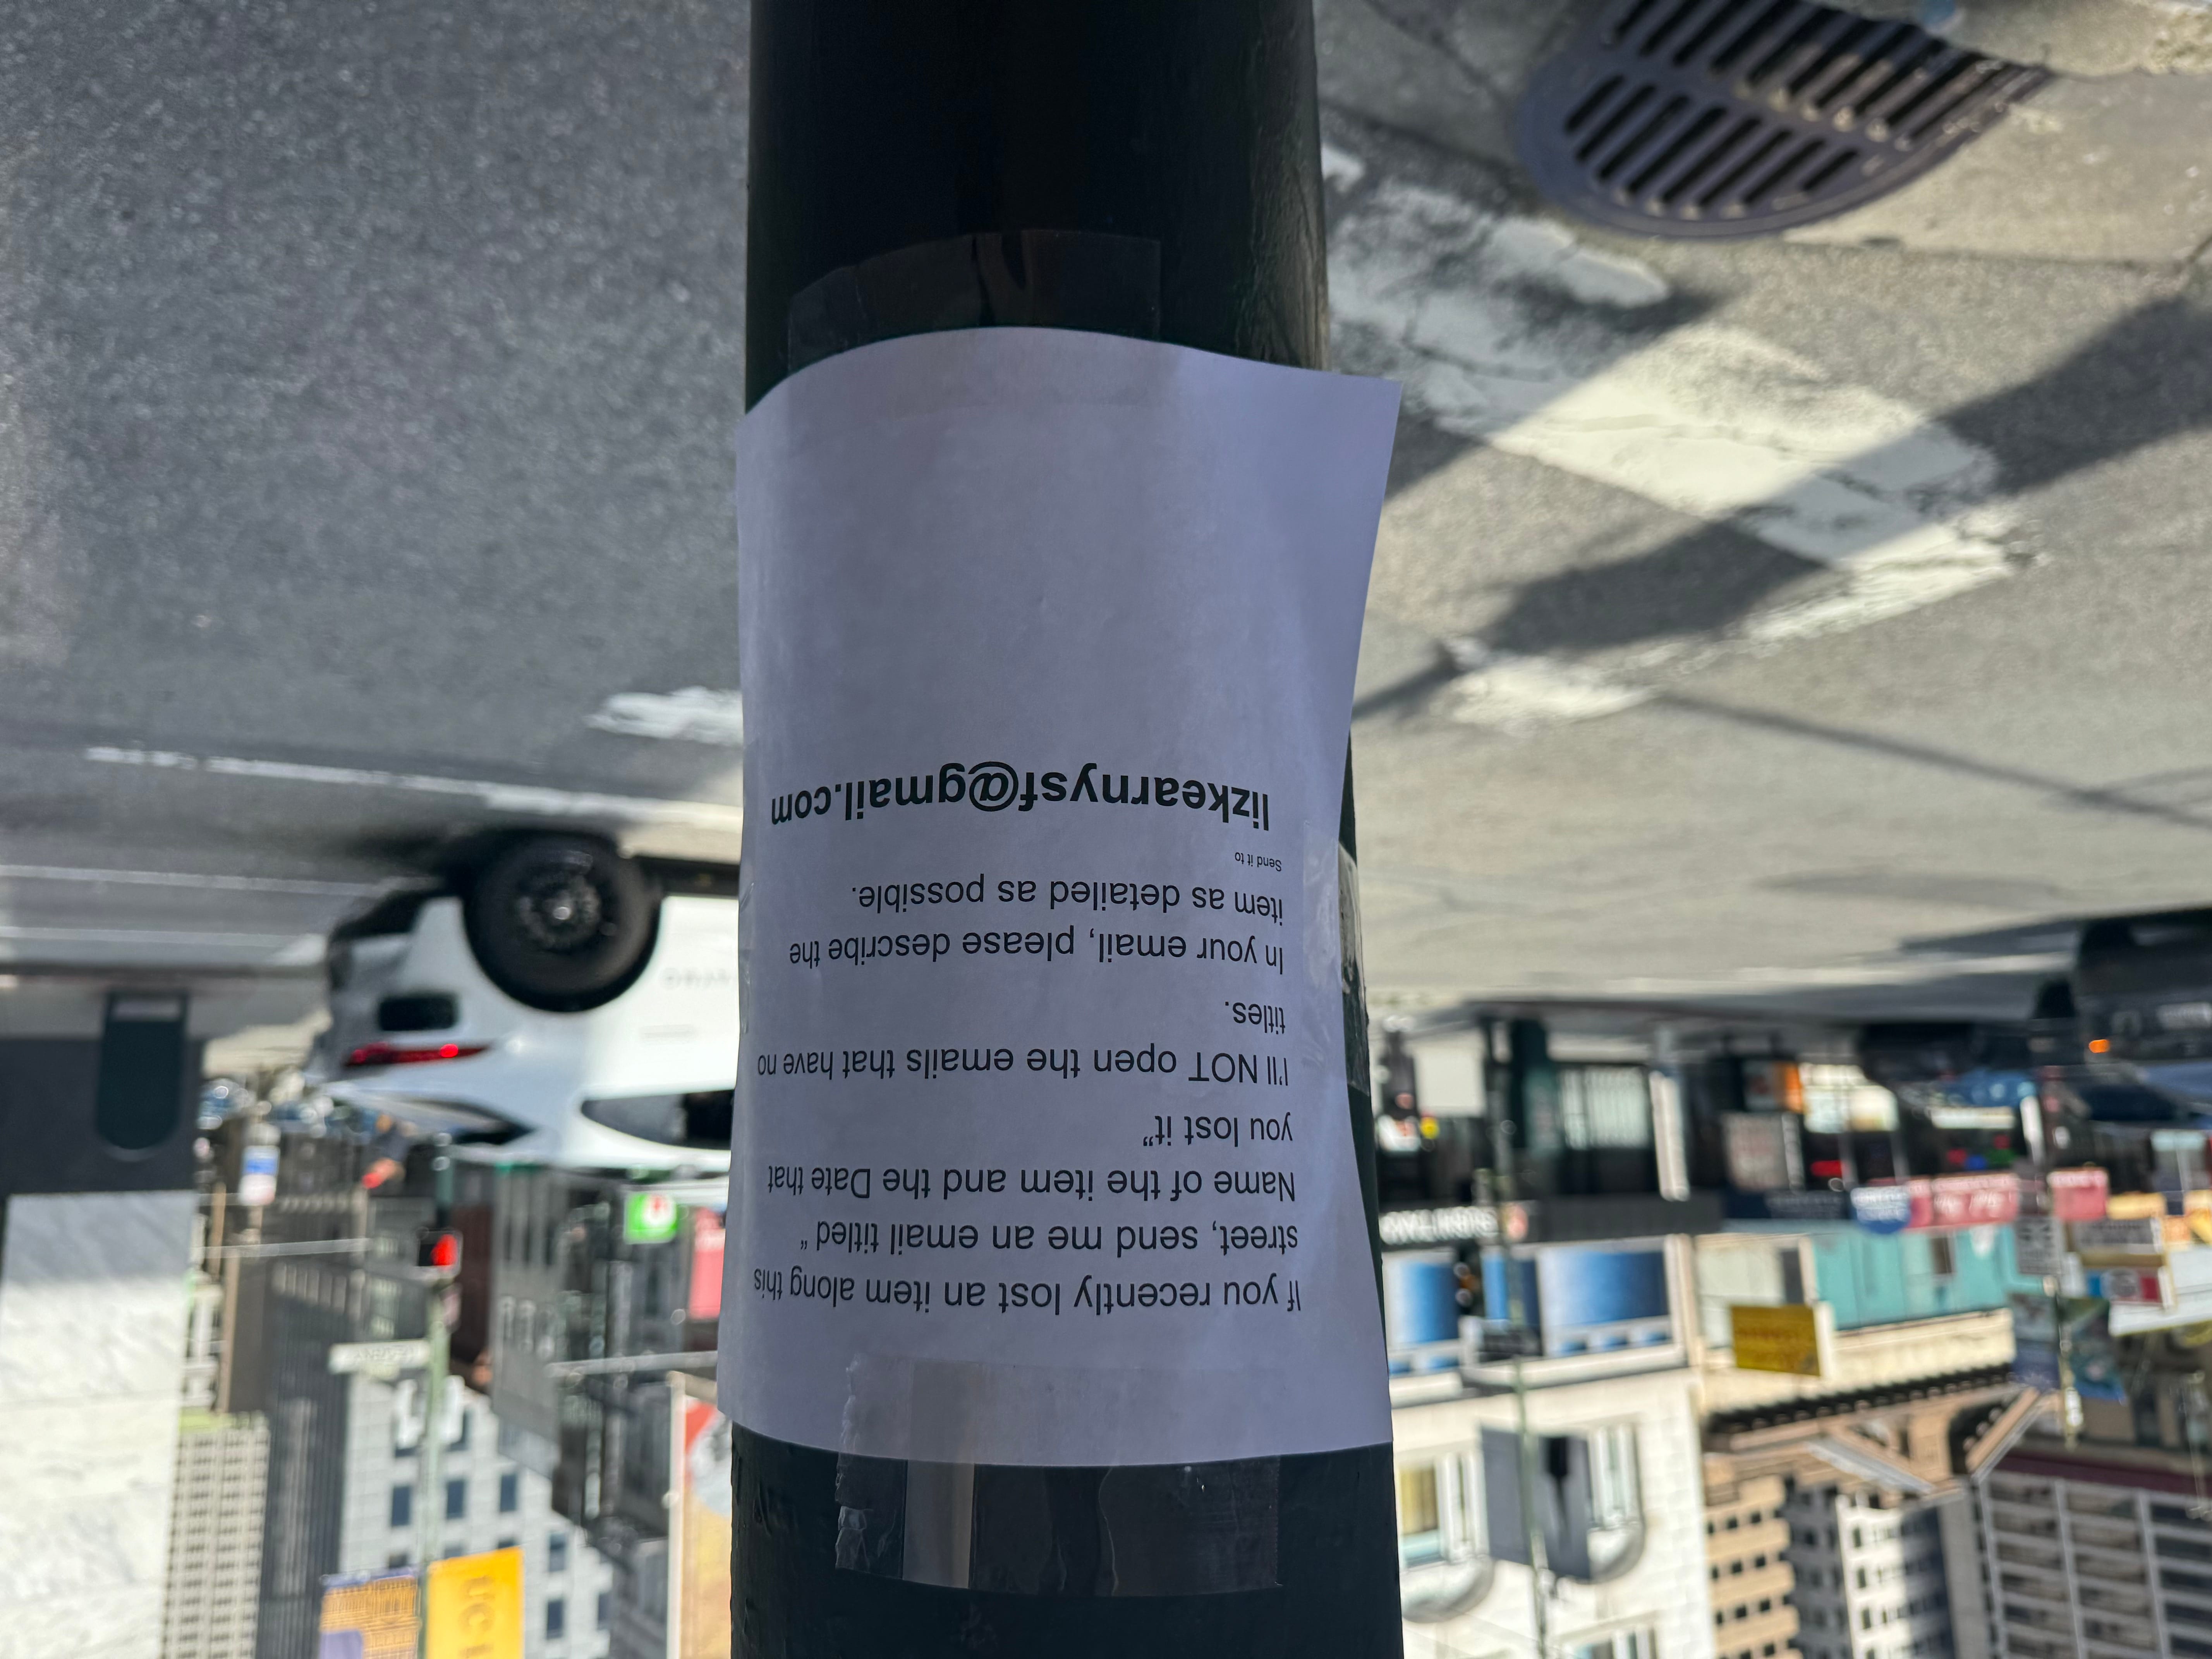 If you recently lost an item along this
street, send me an email titled “
Name of the item and the Date that
you lost it”
I'll NOT open the emails that have no
titles.
In your email, please describe the
item as detailed as possible.
Send it to
lizkearnysf@gmail.com